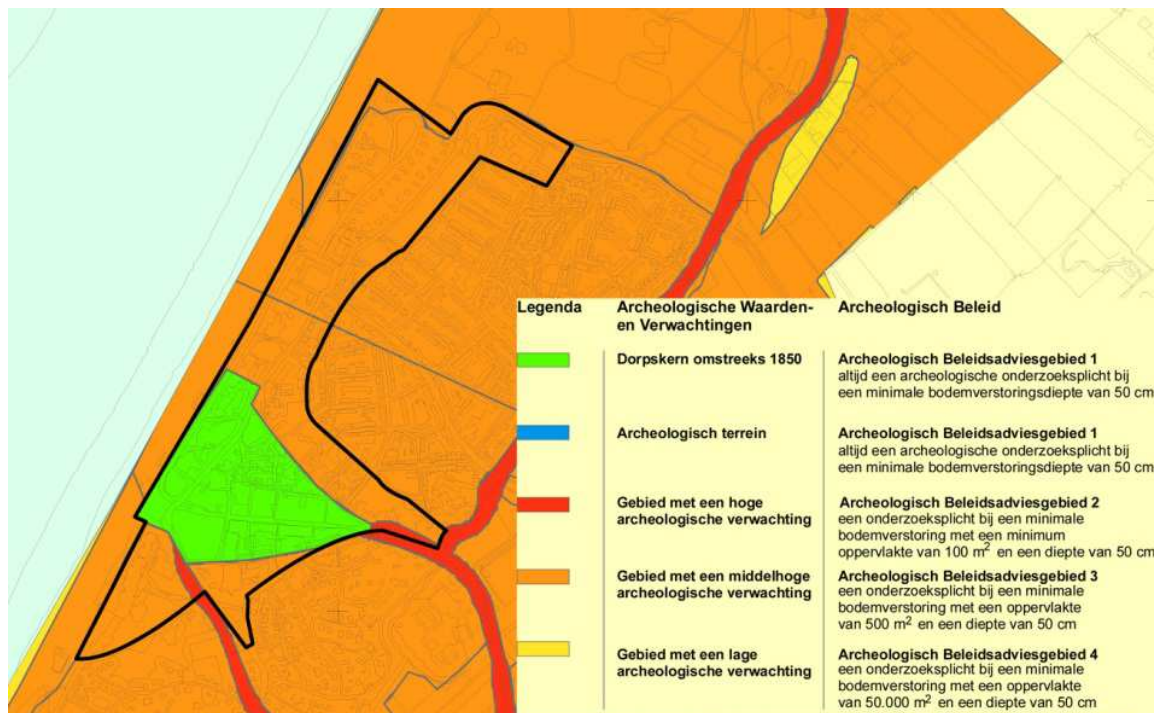 Legenda
Archeologische Waarden-
en Verwachtingen
Archeologisch Beleid
Dorpskern omstreeks 1850
Archeologisch Beleidsadviesgebied 1
altijd een archeologische onderzoeksplicht bij
een minimale bodemverstoringsdiepte van 50 cm
Archeologisch terrein
Archeologisch Beleidsadviesgebied 1
altijd een archeologische onderzoeksplicht bij
een minimale bodemverstoringsdiepte van 50 cm
Gebied met een hoge
archeologische verwachting
Archeologisch Beleidsadviesgebied 2
een onderzoeksplicht bij een minimale
bodemverstoring met een minimum
oppervlakte van 100 m² en een diepte van 50 cm
Gebied met een middelhoge
archeologische verwachting
Archeologisch Beleidsadviesgebied 3
een onderzoeksplicht bij een minimale
bodemverstoring met een oppervlakte
van 500 m² en een diepte van 50 cm
Gebied met een lage
archeologische verwachting
Archeologisch Beleidsadviesgebied 4
een onderzoeksplicht bij een minimale
bodemverstoring met een oppervlakte
van 50.000 m² en een diepte van 50 cm